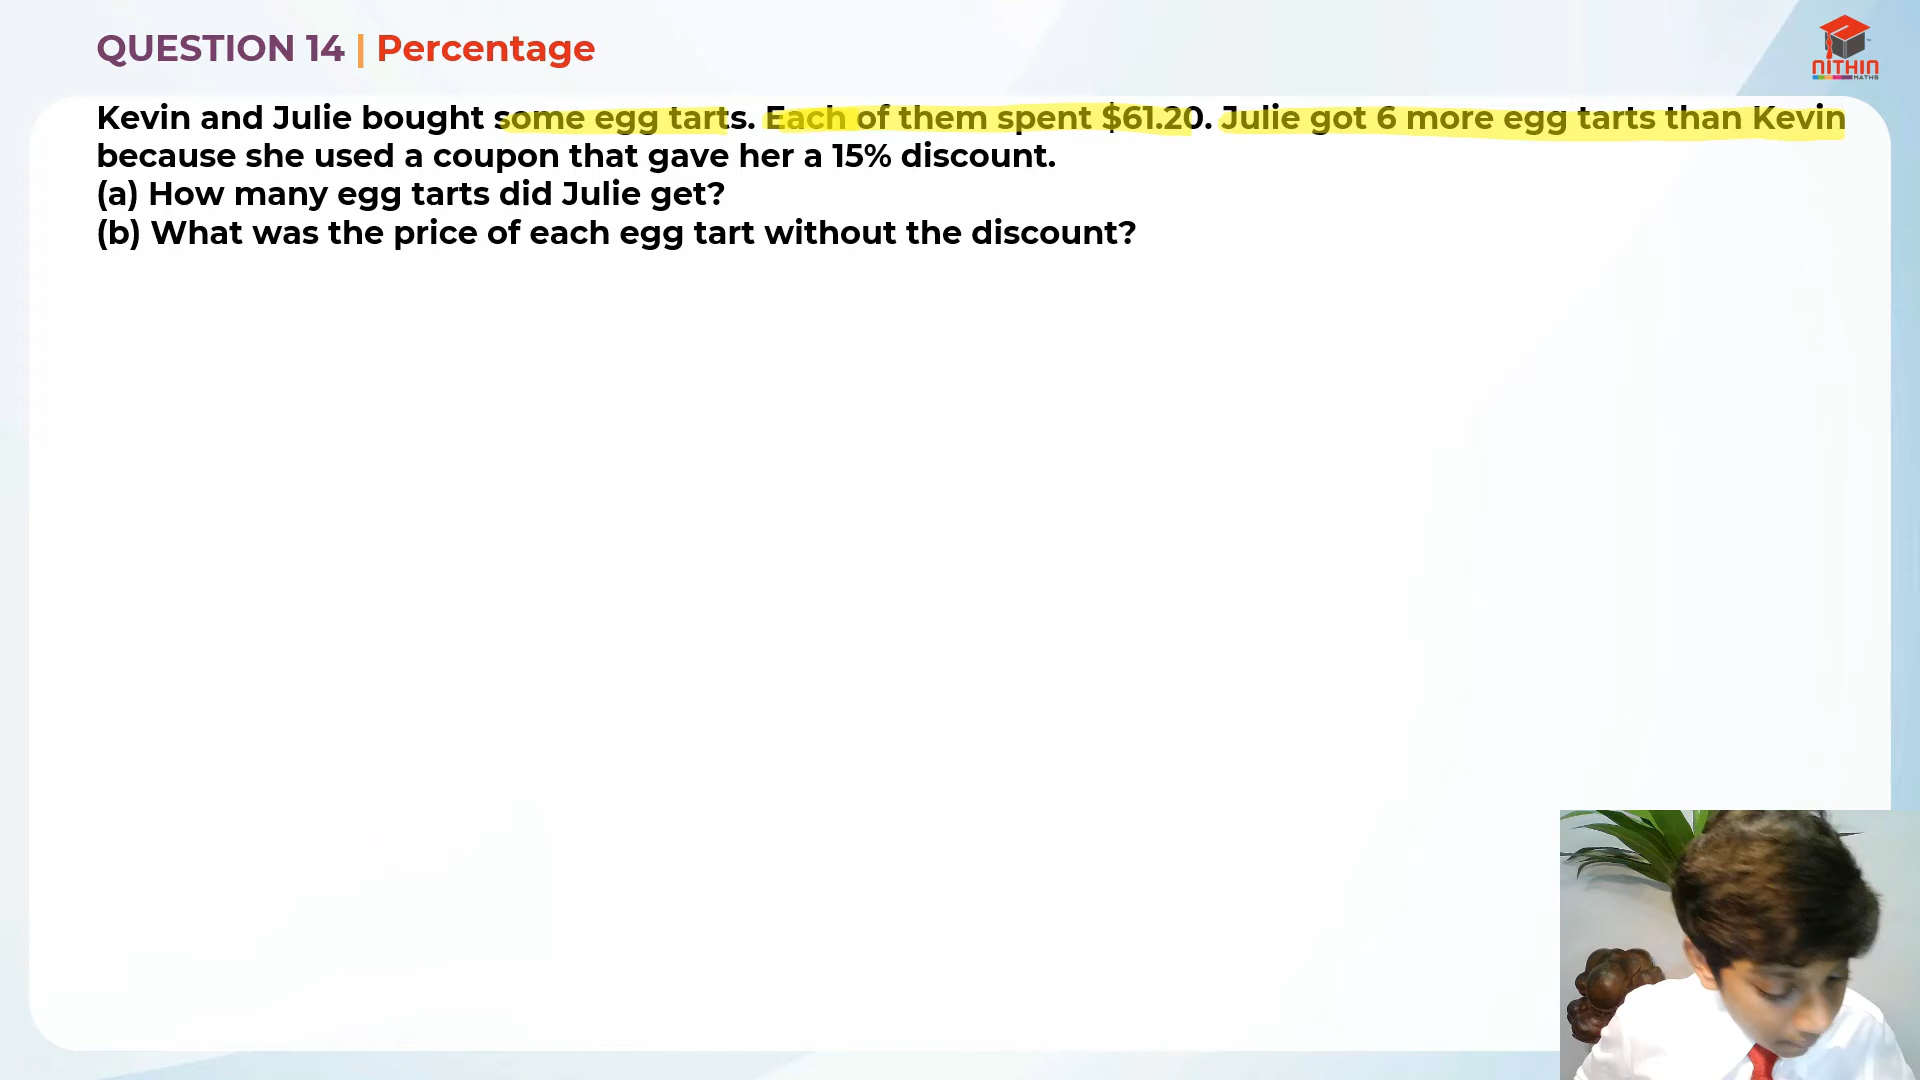 QUESTION 14 | Percentage
NITHIN
MATHS
Kevin and Julie bought some egg tarts. Each of them spent $61.20. Julie got 6 more egg tarts than Kevin
because she used a coupon that gave her a 15% discount.
(a) How many egg tarts did Julie get?
(b) What was the price of each egg tart without the discount?